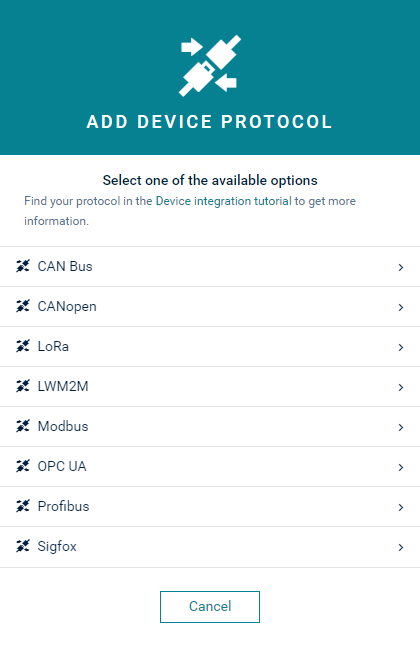 ADD DEVICE PROTOCOL
Select one of the available options
Find your protocol in the Device integration tutorial to get more
information.
CAN Bus
CANopen
LoRa
LWM2M
Modbus
OPC UA
Profibus
Sigfox
Cancel